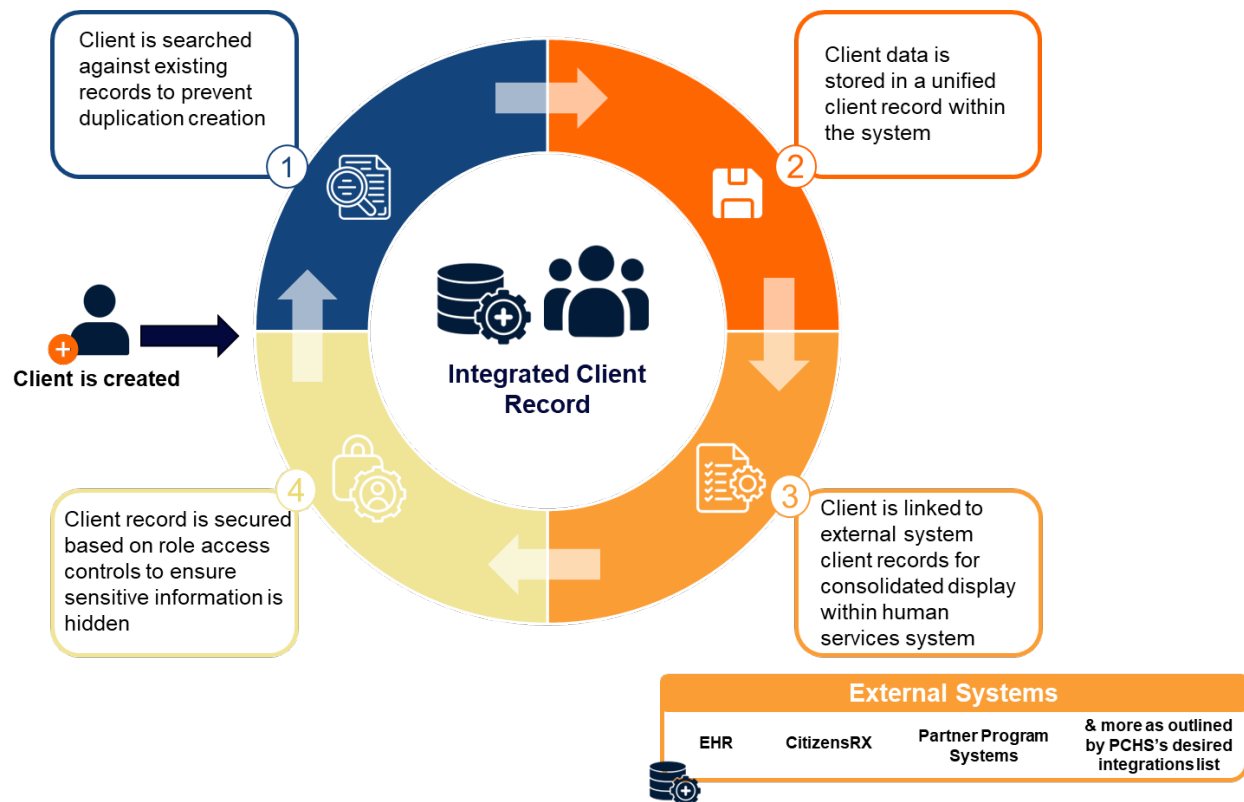 Client is searched
against existing
records to prevent
duplication creation
1
Client data is
stored in a unified
client record within
the system
2
Client is created
Integrated Client
Record
4
Client record is secured
based on role access
controls to ensure
sensitive information is
hidden
3
Client is linked to
external system
client records for
consolidated display
within human
services system
External Systems
EHR
CitizensRX
Partner Program
Systems
& more as outlined
by PCHS's desired
integrations list